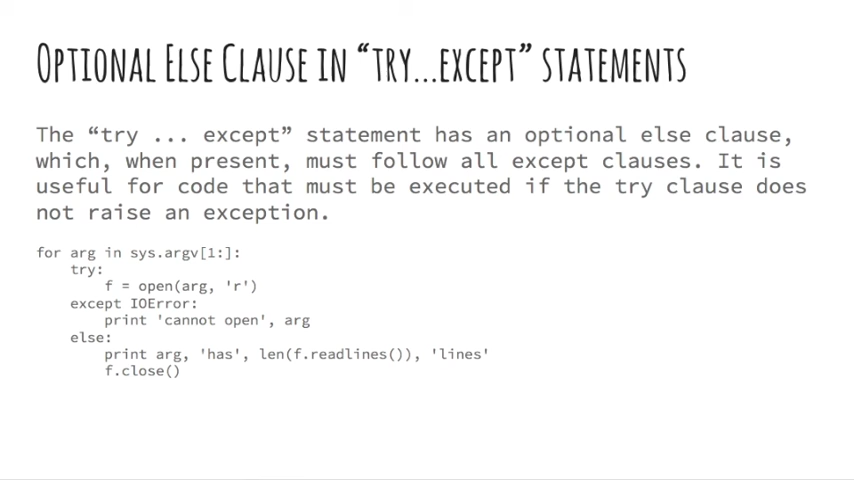 OPTIONAL ELSE CLAUSE IN “TRY...EXCEPT” STATEMENTS
The “try ... except” statement has an optional else clause,
which, when present, must follow all except clauses. It is
useful for code that must be executed if the try clause does
not raise an exception.
for arg in sys.argv[1:]:
    try:
        f = open(arg, 'r')
    except IOError:
        print 'cannot open', arg
    else:
        print arg, 'has', len(f.readlines()), 'lines'
        f.close()